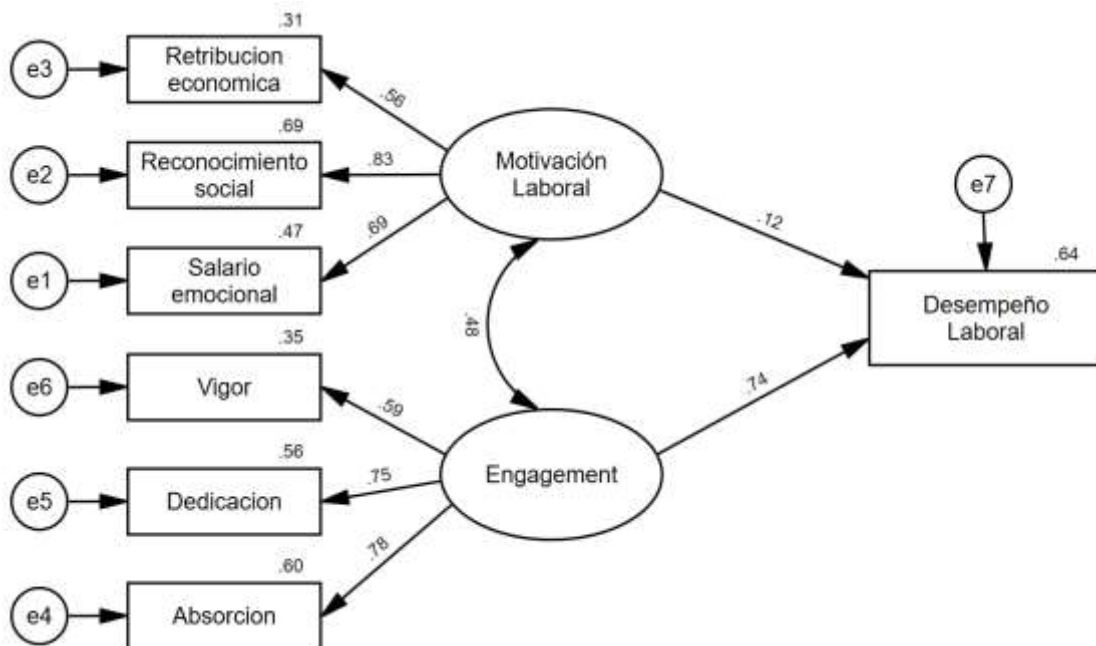 .31
e3
Retribucion
economica
.56
.69
e2
Reconocimiento
social
.83
Motivación
Laboral
e7
.47
e1
Salario
emocional
.69
.12
.64
Desempeño
Laboral
.48
.35
e6
Vigor
.59
.74
.56
e5
Dedicacion
.75
Engagement
.60
e4
Absorcion
.78